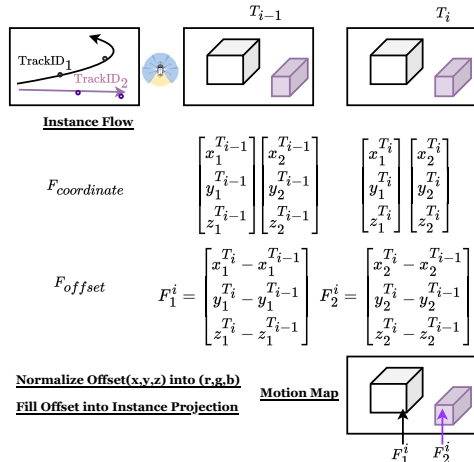 T_{i-1} T_i
TrackID_1
TrackID_2
Instance Flow
F_{coordinate} [x_1^{T_{i-1}} y_1^{T_{i-1}} z_1^{T_{i-1}}] [x_2^{T_{i-1}} y_2^{T_{i-1}} z_2^{T_{i-1}}] [x_1^{T_i} y_1^{T_i} z_1^{T_i}] [x_2^{T_i} y_2^{T_i} z_2^{T_i}]
F_{offset} F_1^i = [x_1^{T_i} - x_1^{T_{i-1}} y_1^{T_i} - y_1^{T_{i-1}} z_1^{T_i} - z_1^{T_{i-1}}] F_2^i = [x_2^{T_i} - x_2^{T_{i-1}} y_2^{T_i} - y_2^{T_{i-1}} z_2^{T_i} - z_2^{T_{i-1}}]
Normalize Offset(x,y,z) into (r,g,b)
Fill Offset into Instance Projection
Motion Map
F_1^i F_2^i